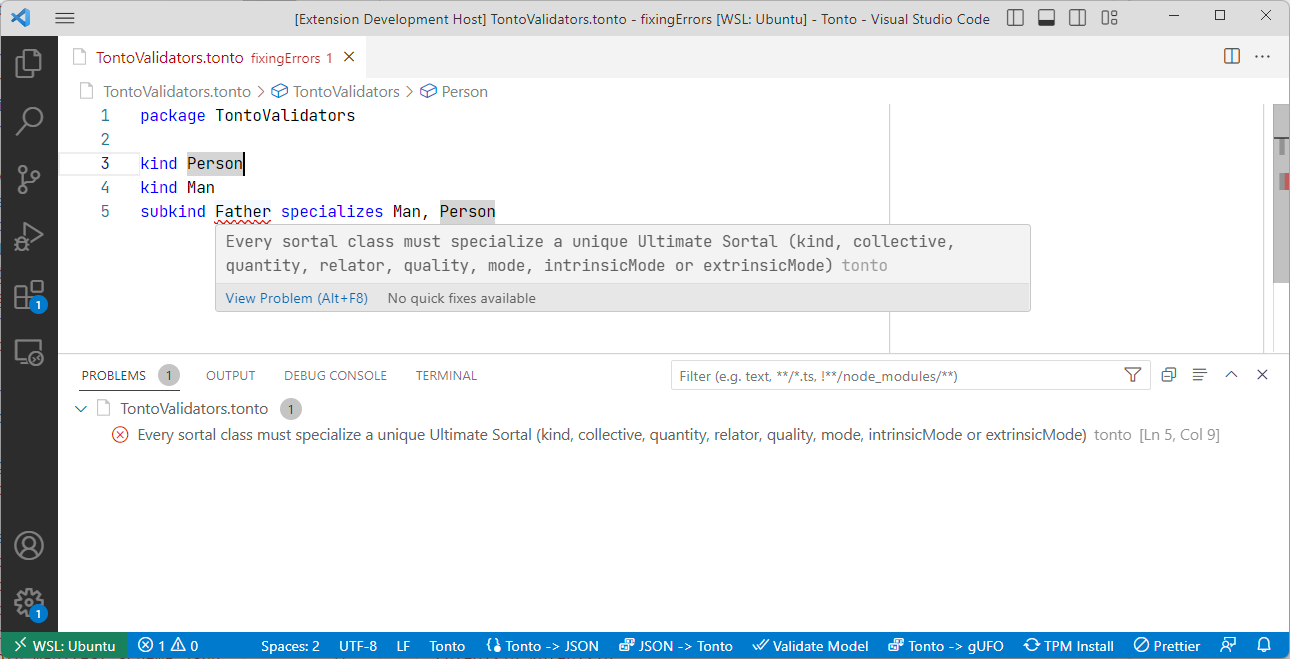 [Extension Development Host] TontoValidators.tonto - fixingErrors [WSL: Ubuntu] - Tonto - Visual Studio Code
TontoValidators.tonto fixingErrors 1
TontoValidators.tonto > TontoValidators > Person
1 package TontoValidators
2
3 kind Person
4 kind Man
5 subkind Father specializes Man, Person
Every sortal class must specialize a unique Ultimate Sortal (kind, collective,
quantity, relator, quality, mode, intrinsicMode or extrinsicMode) tonto
View Problem (Alt+F8) No quick fixes available
1
PROBLEMS 1 OUTPUT DEBUG CONSOLE TERMINAL Filter (e.g. text, **/*.ts, !**/node_modules/**)
TontoValidators.tonto 1
Every sortal class must specialize a unique Ultimate Sortal (kind, collective, quantity, relator, quality, mode, intrinsicMode or extrinsicMode) tonto [Ln 5, Col 9]
1
WSL: Ubuntu 1 0 Spaces: 2 UTF-8 LF Tonto Tonto -> JSON JSON -> Tonto Validate Model Tonto -> gUFO TPM Install Prettier